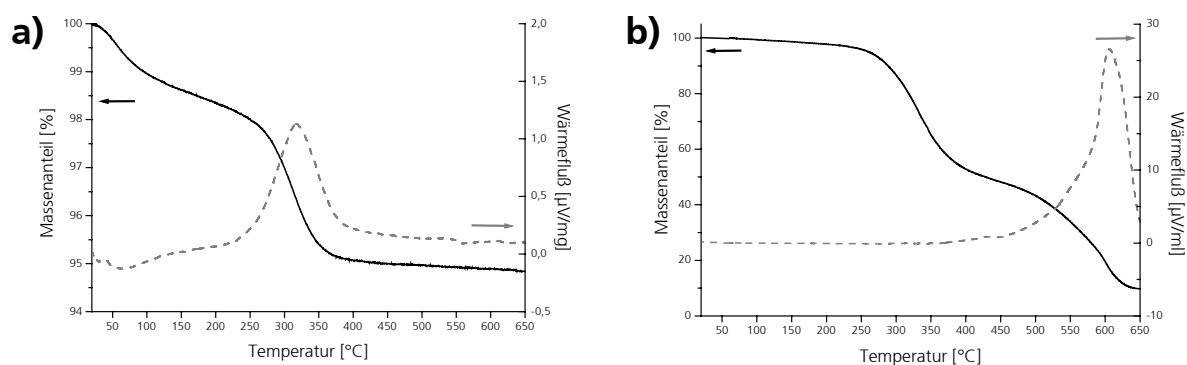 a)
100
99
98
97
96
95
94
Massenanteil [%]
2,0
1,5
1,0
0,5
0,0
-0,5
Wärmefluß [µV/mg]
50 100 150 200 250 300 350 400 450 500 550 600 650
Temperatur [°C]
b)
100
80
60
40
20
0
Massenanteil [%]
30
20
10
0
-10
Wärmefluß [µV/ml]
50 100 150 200 250 300 350 400 450 500 550 600 650
Temperatur [°C]